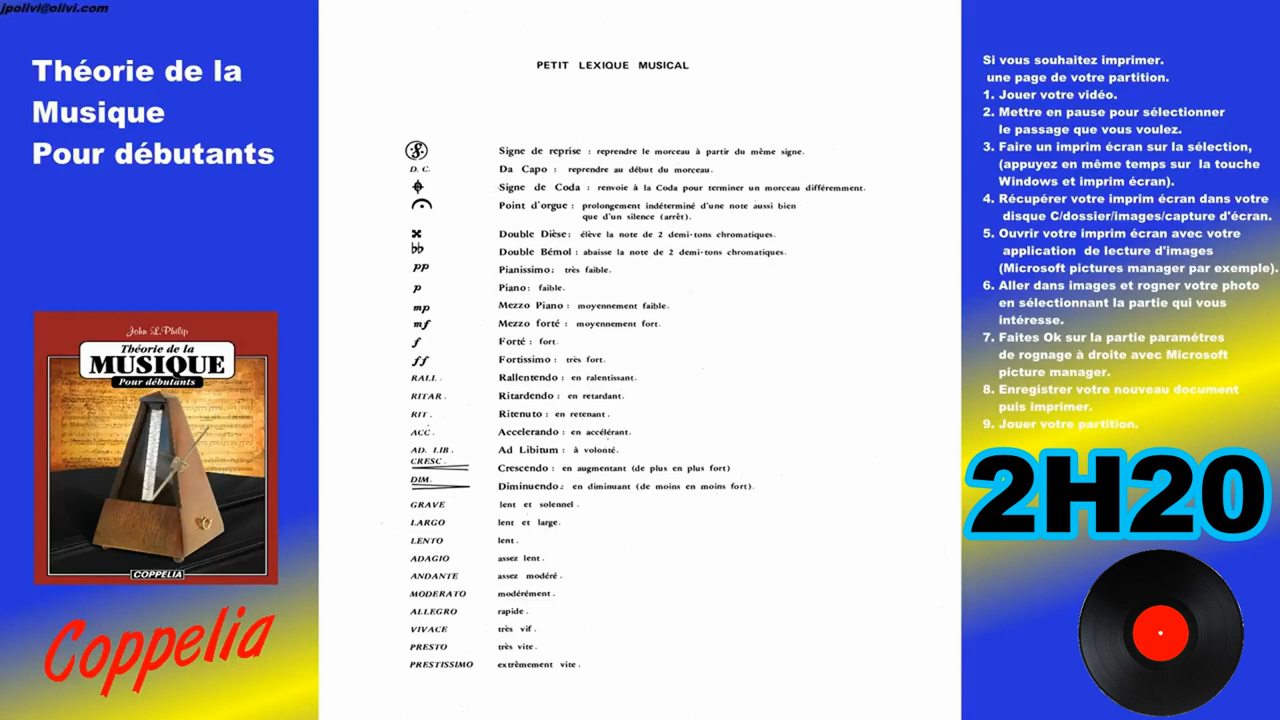 jpolivi@olivi.com
Théorie de la
Musique
Pour débutants
John L. Philip
Théorie de la
MUSIQUE
Pour débutants
COPPELIA
Coppelia
PETIT LEXIQUE MUSICAL
Signe de reprise : reprendre le morceau à partir du même signe.
D. C. Da Capo : reprendre au début du morceau.
Signe de Coda : renvoie à la Coda pour terminer un morceau différemment.
Point d'orgue : prolongement indéterminé d'une note aussi bien
que d'un silence (arrêt).
Double Dièse : élève la note de 2 demi-tons chromatiques.
Double Bémol : abaisse la note de 2 demi-tons chromatiques.
pp Pianissimo : très faible.
p Piano : faible.
mp Mezzo Piano : moyennement faible.
mf Mezzo forté : moyennement fort.
f Forté : fort.
ff Fortissimo : très fort.
RALL. Rallentendo : en ralentissant.
RITAR. Ritardendo : en retardant.
RIT. Ritenuto : en retenant.
ACC. Accelerando : en accélérant.
AD. LIB. Ad Libitum : à volonté.
CRESC. Crescendo : en augmentant (de plus en plus fort)
DIM. Diminuendo : en diminuant (de moins en moins fort).
GRAVE lent et solennel.
LARGO lent et large.
LENTO lent.
ADAGIO assez lent.
ANDANTE assez modéré.
MODERATO modérément.
ALLEGRO rapide.
VIVACE très vif.
PRESTO très vite.
PRESTISSIMO extrêmement vite.
Si vous souhaitez imprimer.
une page de votre partition.
1. Jouer votre vidéo.
2. Mettre en pause pour sélectionner
le passage que vous voulez.
3. Faire un imprim écran sur la sélection,
(appuyez en même temps sur la touche
Windows et imprim écran).
4. Récupérer votre imprim écran dans votre
disque C/dossier/images/capture d'écran.
5. Ouvrir votre imprim écran avec votre
application de lecture d'images
(Microsoft pictures manager par exemple).
6. Aller dans images et rogner votre photo
en sélectionnant la partie qui vous
intéresse.
7. Faites Ok sur la partie paramétres
de rognage à droite avec Microsoft
picture manager.
8. Enregistrer votre nouveau document
puis imprimer.
9. Jouer votre partition.
2H20